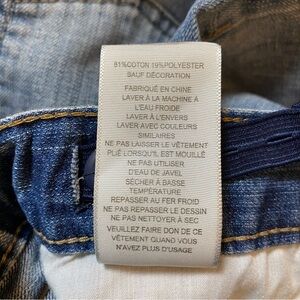 81%COTON 19%POLYESTER
SAUF DÉCORATION
FABRIQUÉ EN CHINE
LAVER À LA MACHINE À
L'EAU FROIDE
LAVER À L'ENVERS
LAVER AVEC COULEURS
SIMILAIRES
NE PAS LAISSER LE VÊTEMENT
PLIÉ LORSQU'IL EST MOUILLÉ
NE PAS UTILISER
D'EAU DE JAVEL
SÉCHER À BASSE
TEMPÉRATURE
REPASSER AU FER FROID
NE PAS REPASSER LE DESSIN
NE PAS NETTOYER À SEC
VEUILLEZ FAIRE DON DE CE
VÊTEMENT QUAND VOUS
N'AVEZ PLUS D'USAGE